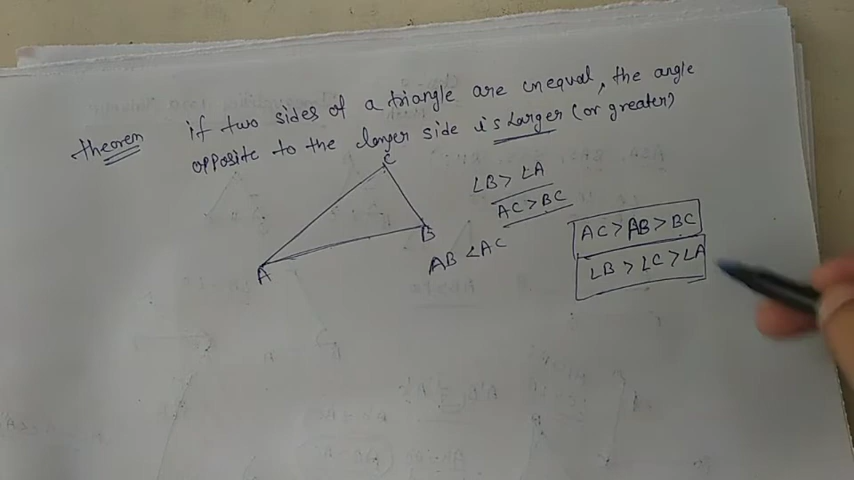 theorem if two sides of a triangle are unequal, the angle
opposite to the longer side is Larger (or greater)
C
∠B > ∠A
AC > BC
B
AB < AC
A
AC > AB > BC
∠B > ∠C > ∠A